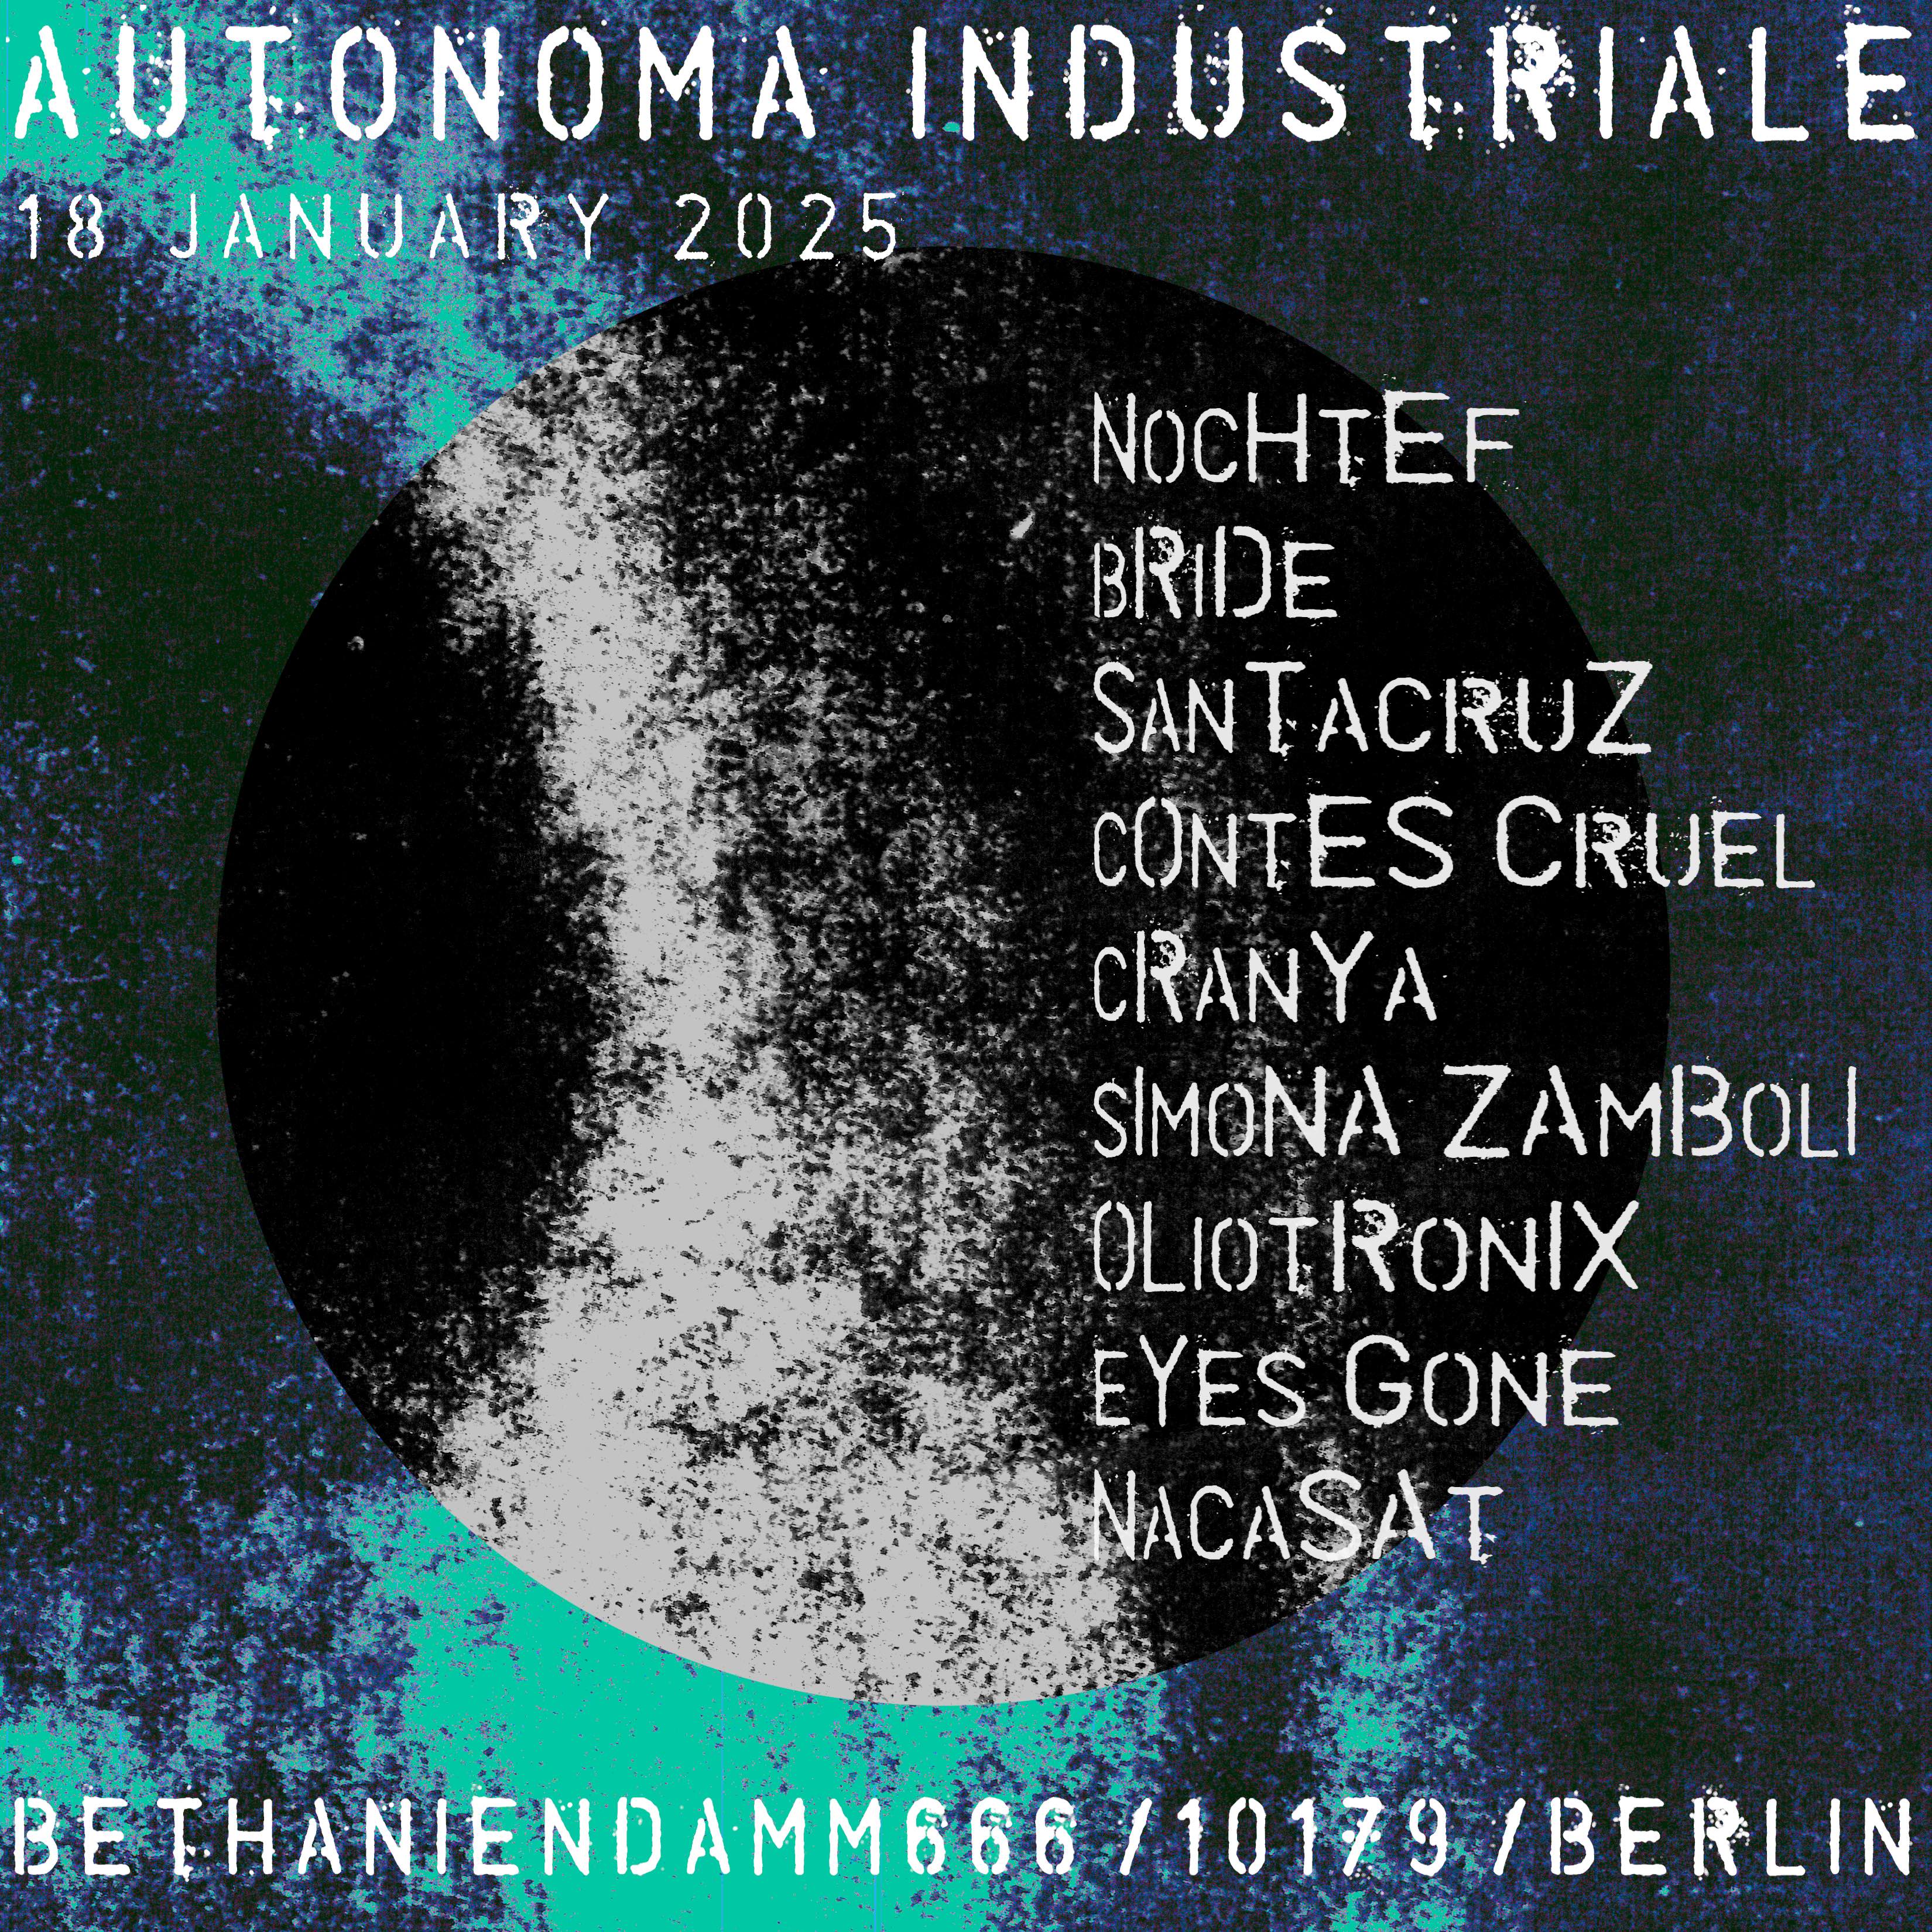 AUTONOMA INDUSTRIALE
18 JANUARY 2025
NocHtEf
bRiDE
SanTacruZ
cOntES Cruel
cRanYa
sImoNA ZAmBolI
OliotRonIX
eYes GonE
NacaSAt
BETHANIENDAMM666/10179/BERLIN